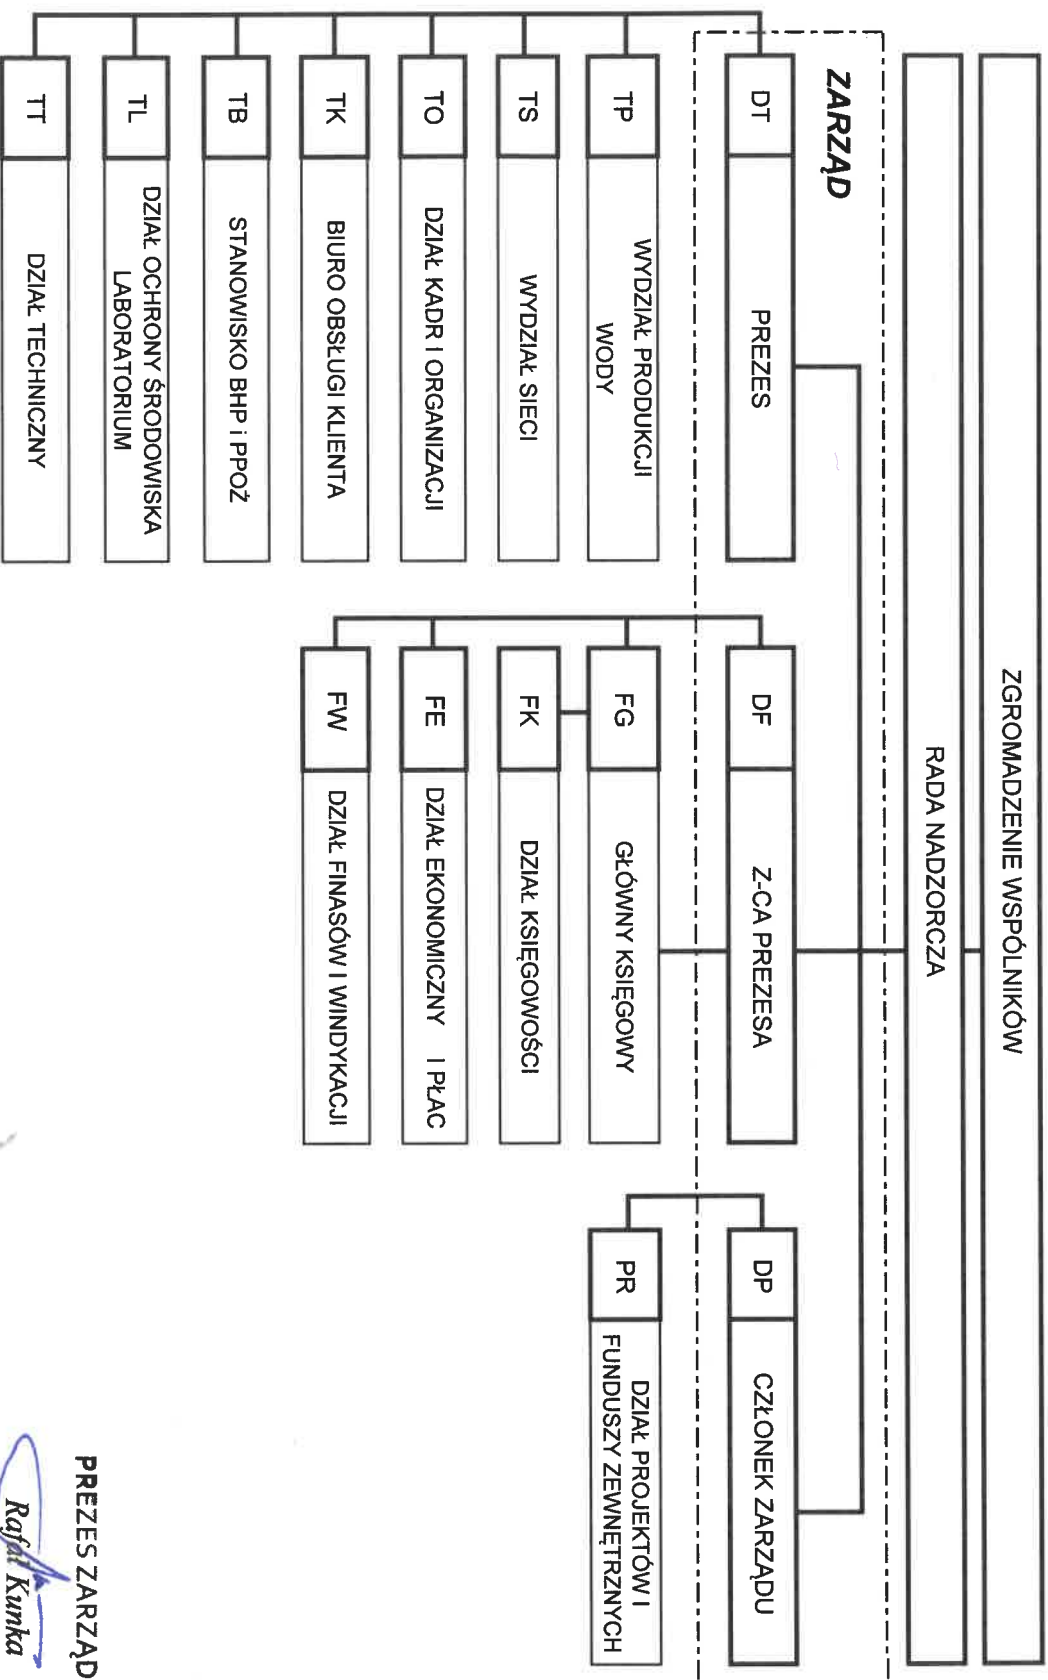 ZGROMADZENIE WSPÓLNIKÓW
RADA NADZORCZA
ZARZĄD
DT
PREZES
DF
Z-CA PREZESA
DP
CZŁONEK ZARZĄDU
TP
WYDZIAŁ PRODUKCJI
WODY
FG
GŁÓWNY KSIĘGOWY
PR
DZIAŁ PROJEKTÓW I
FUNDUSZY ZEWNĘTRZNYCH
TS
WYDZIAŁ SIECI
FK
DZIAŁ KSIĘGOWOŚCI
TO
DZIAŁ KADR I ORGANIZACJI
FE
DZIAŁ EKONOMICZNY I PŁAC
TK
BIURO OBSŁUGI KLIENTA
FW
DZIAŁ FINASÓW I WINDYKACJI
TB
STANOWISKO BHP i PPOŻ
TL
DZIAŁ OCHRONY ŚRODOWISKA
LABORATORIUM
TT
DZIAŁ TECHNICZNY
PREZES ZARZĄD
Rafał Kunka